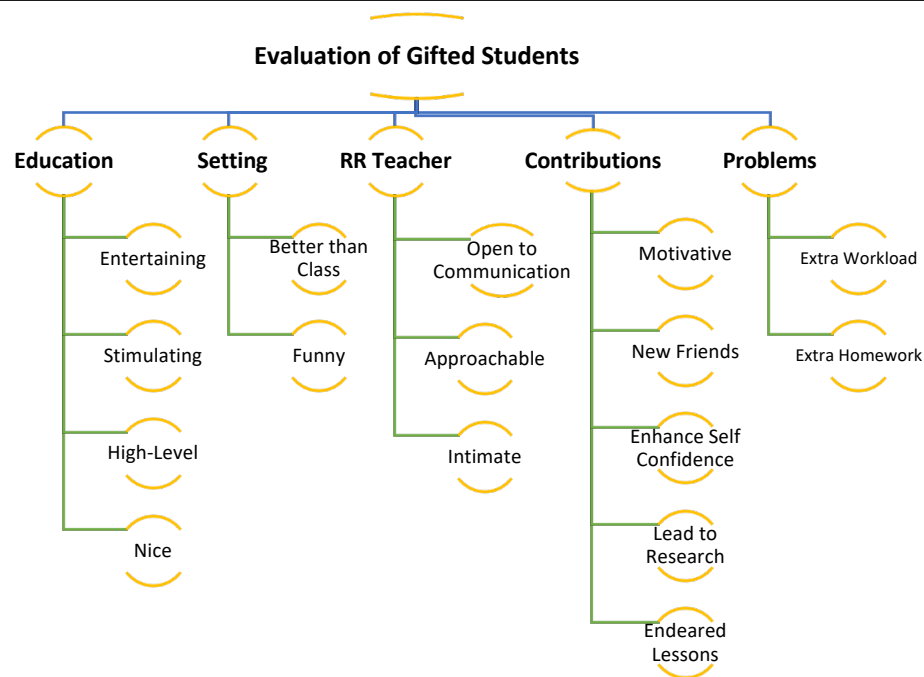 Evaluation of Gifted Students
Education
Setting
RR Teacher
Contributions
Problems
Entertaining
Stimulating
High-Level
Nice
Better than
Class
Funny
Open to
Communication
Approachable
Intimate
Motivative
New Friends
Enhance Self
Confidence
Lead to
Research
Endeared
Lessons
Extra Workload
Extra Homework